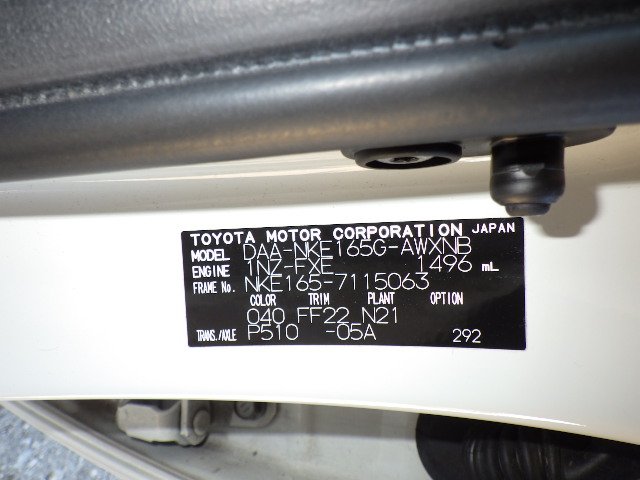 TOYOTA MOTOR CORPORATION JAPAN
MODEL DAA-NKE165G-AWXNB
ENGINE 1NZ-FXE 1496 mL
FRAME No. NKE165-7115063
COLOR TRIM PLANT OPTION
040 FF22 N21
TRANS./AXLE P510 -05A 292